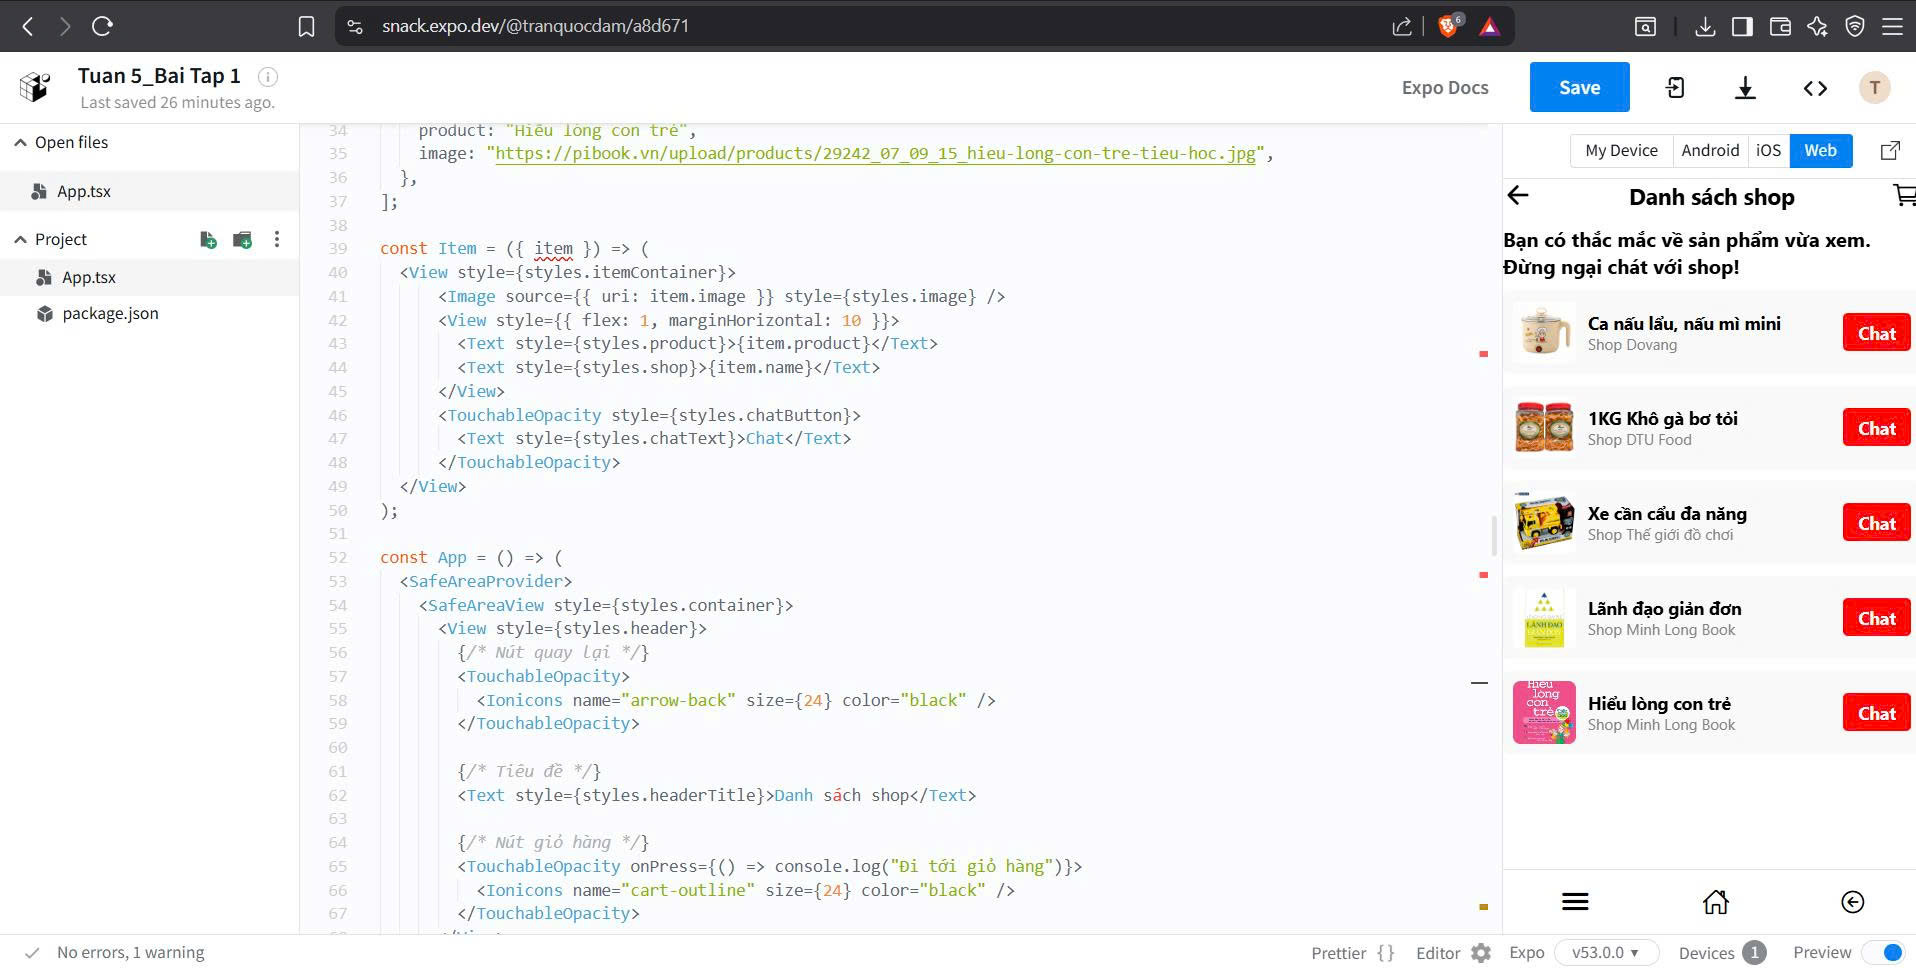 snack.expo.dev/@tranquocdam/a8d671
6
Tuan 5_Bai Tap 1
Last saved 26 minutes ago.
Expo Docs
Save
T
Open files
App.tsx
Project
App.tsx
package.json
34 product: "Hiểu lòng con trẻ",
35 image: "https://pibook.vn/upload/products/29242_07_09_15_hieu-long-con-tre-tieu-hoc.jpg",
36 },
37 ];
38
39 const Item = ({ item }) => (
40 <View style={styles.itemContainer}>
41 <Image source={{ uri: item.image }} style={styles.image} />
42 <View style={{ flex: 1, marginHorizontal: 10 }}>
43 <Text style={styles.product}>{item.product}</Text>
44 <Text style={styles.shop}>{item.name}</Text>
45 </View>
46 <TouchableOpacity style={styles.chatButton}>
47 <Text style={styles.chatText}>Chat</Text>
48 </TouchableOpacity>
49 </View>
50 );
51
52 const App = () => (
53 <SafeAreaProvider>
54 <SafeAreaView style={styles.container}>
55 <View style={styles.header}>
56 {/* Nút quay lại */}
57 <TouchableOpacity>
58 <Ionicons name="arrow-back" size={24} color="black" />
59 </TouchableOpacity>
60
61 {/* Tiêu đề */}
62 <Text style={styles.headerTitle}>Danh sách shop</Text>
63
64 {/* Nút giỏ hàng */}
65 <TouchableOpacity onPress={() => console.log("Đi tới giỏ hàng")}>
66 <Ionicons name="cart-outline" size={24} color="black" />
67 </TouchableOpacity>
My Device Android iOS Web
Danh sách shop
Bạn có thắc mắc về sản phẩm vừa xem.
Đừng ngại chát với shop!
Ca nấu lẩu, nấu mì mini
Shop Dovang
Chat
1KG Khô gà bơ tỏi
Shop DTU Food
Chat
Xe cần cẩu đa năng
Shop Thế giới đồ chơi
Chat
LÃNH ĐẠO
Lãnh đạo giản đơn
Shop Minh Long Book
Chat
Hiểu
lòng
con
trẻ
Hiểu lòng con trẻ
Shop Minh Long Book
Chat
No errors, 1 warning
Prettier {} Editor Expo v53.0.0 Devices 1 Preview